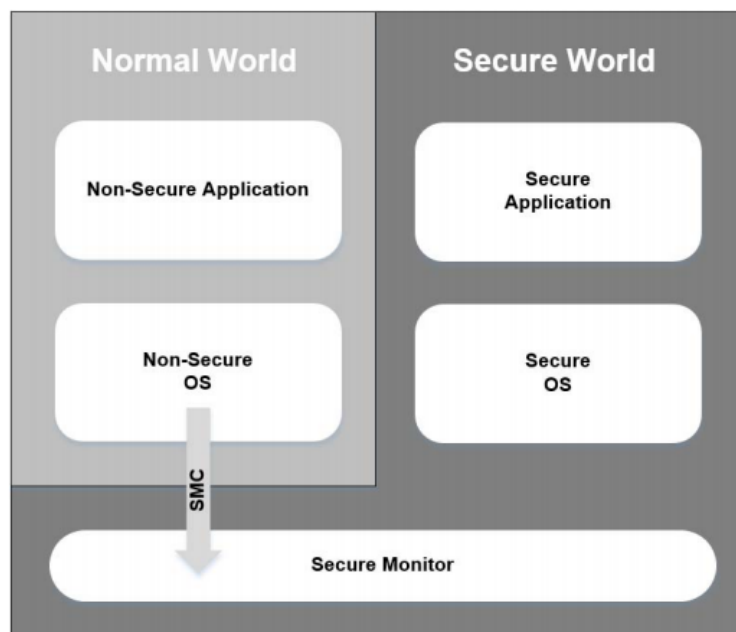 Normal World
Secure World
Non-Secure Application
Secure
Application
Non-Secure
OS
Secure
OS
SMC
Secure Monitor